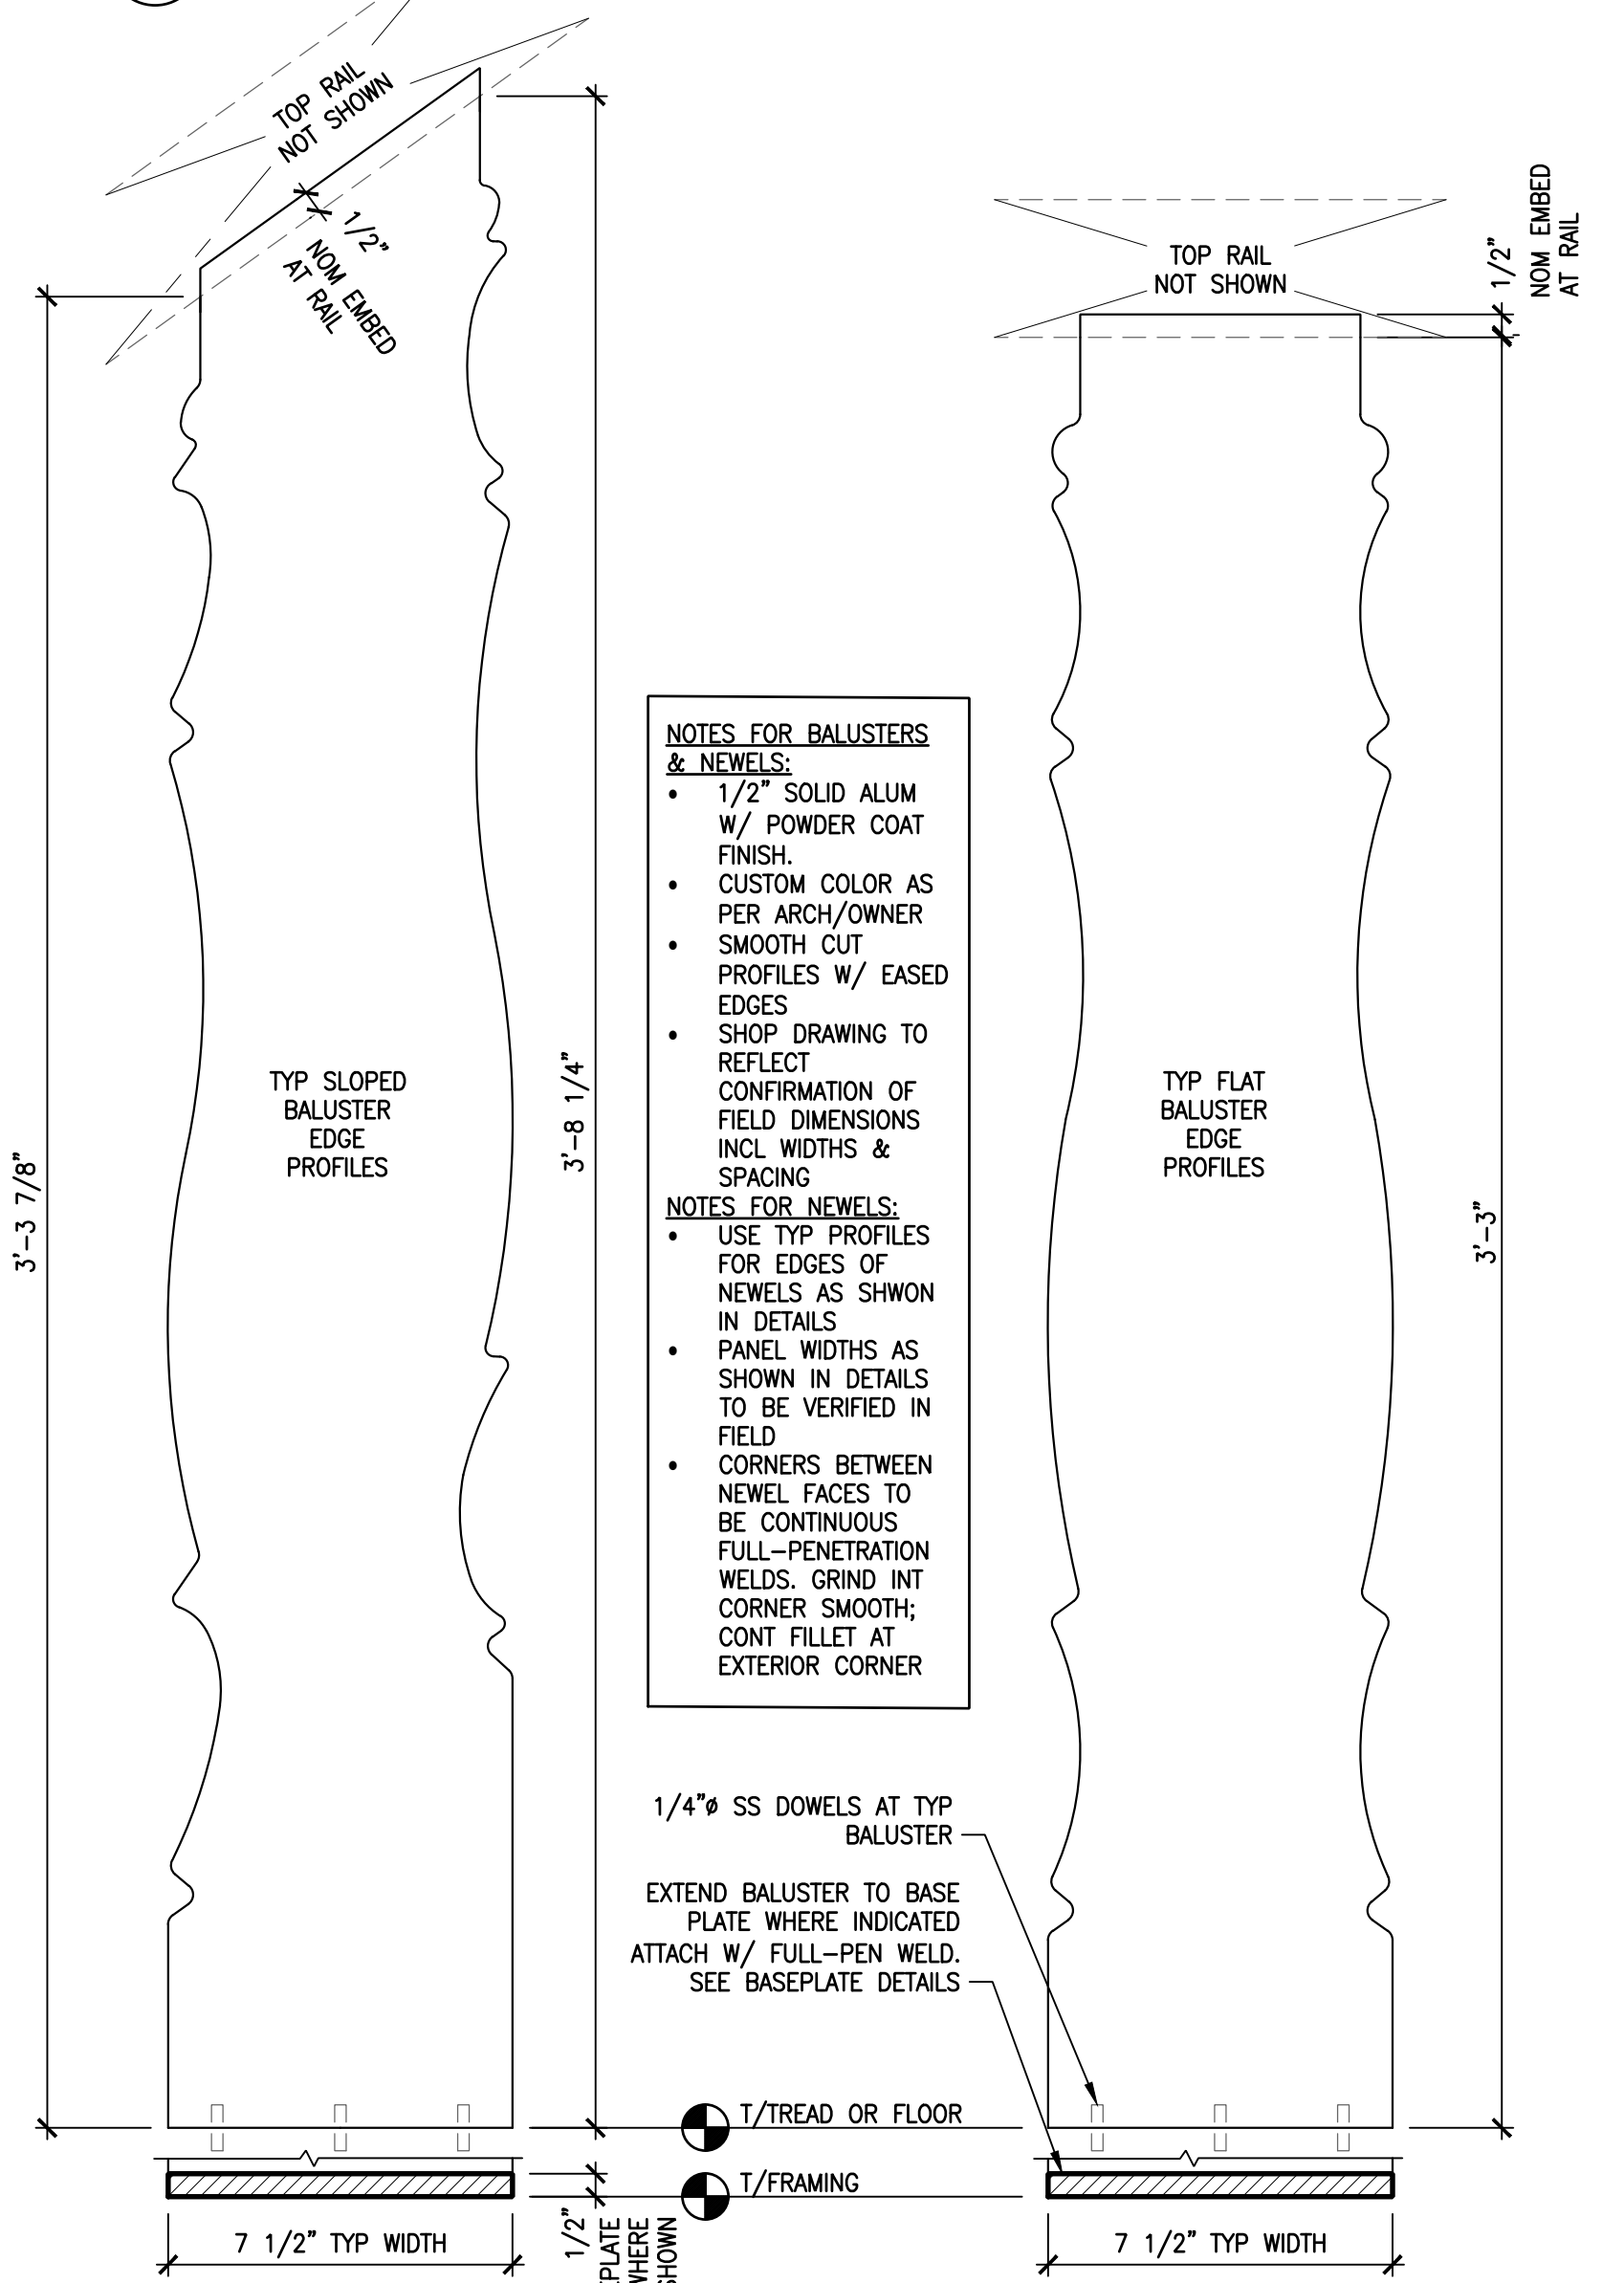 TOP RAIL
NOT SHOWN
1/2"
NOM EMBED
AT RAIL
TOP RAIL
NOT SHOWN
1/2"
NOM EMBED
AT RAIL
NOTES FOR BALUSTERS
& NEWELS:
• 1/2" SOLID ALUM
W/ POWDER COAT
FINISH.
• CUSTOM COLOR AS
PER ARCH/OWNER
• SMOOTH CUT
PROFILES W/ EASED
EDGES
• SHOP DRAWING TO
REFLECT
CONFIRMATION OF
FIELD DIMENSIONS
INCL WIDTHS &
SPACING
NOTES FOR NEWELS:
• USE TYP PROFILES
FOR EDGES OF
NEWELS AS SHWON
IN DETAILS
• PANEL WIDTHS AS
SHOWN IN DETAILS
TO BE VERIFIED IN
FIELD
• CORNERS BETWEEN
NEWEL FACES TO
BE CONTINUOUS
FULL-PENETRATION
WELDS. GRIND INT
CORNER SMOOTH;
CONT FILLET AT
EXTERIOR CORNER
3'-3 7/8"
TYP SLOPED
BALUSTER
EDGE
PROFILES
3'-8 1/4"
TYP FLAT
BALUSTER
EDGE
PROFILES
3'-3"
1/4"ø SS DOWELS AT TYP
BALUSTER
EXTEND BALUSTER TO BASE
PLATE WHERE INDICATED
ATTACH W/ FULL-PEN WELD.
SEE BASEPLATE DETAILS
T/TREAD OR FLOOR
T/FRAMING
7 1/2" TYP WIDTH
1/2"
EPLATE
WHERE
SHOWN
7 1/2" TYP WIDTH